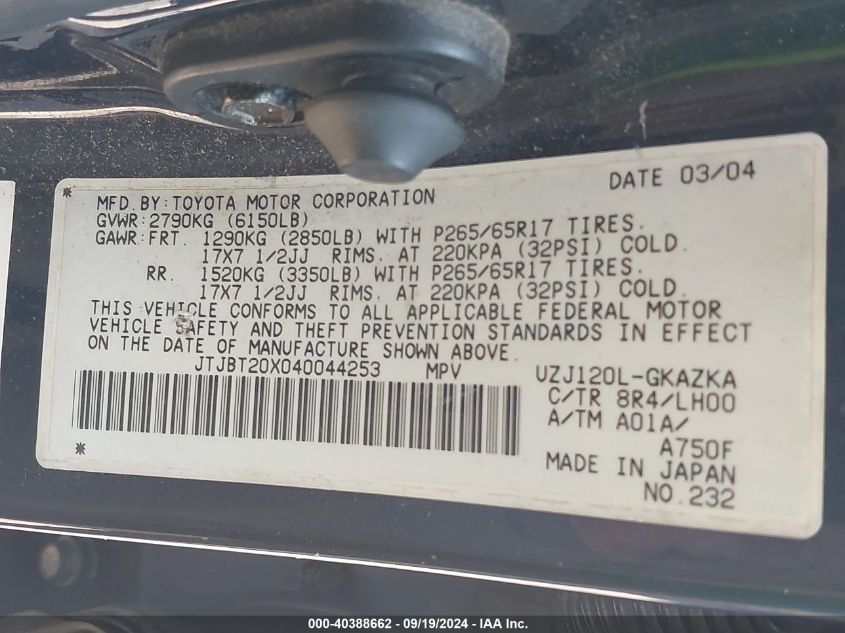 DATE 03/04
MFD.BY:TOYOTA MOTOR CORPORATION
GVWR:2790KG (6150LB)
GAWR:FRT. 1290KG (2850LB) WITH P265/65R17 TIRES.
17X7 1/2JJ RIMS. AT 220KPA (32PSI) COLD.
RR. 1520KG (3350LB) WITH P265/65R17 TIRES.
17X7 1/2JJ RIMS. AT 220KPA (32PSI) COLD.
THIS VEHICLE CONFORMS TO ALL APPLICABLE FEDERAL MOTOR
VEHICLE SAFETY AND THEFT PREVENTION STANDARDS IN EFFECT
ON THE DATE OF MANUFACTURE SHOWN ABOVE.
JTJBT20X040044253 MPV UZJ120L-GKAZKA
C/TR 8R4/LH00
A/TM A01A/
A750F
MADE IN JAPAN
NO.232
000-40388662 - 09/19/2024 - IAA Inc.